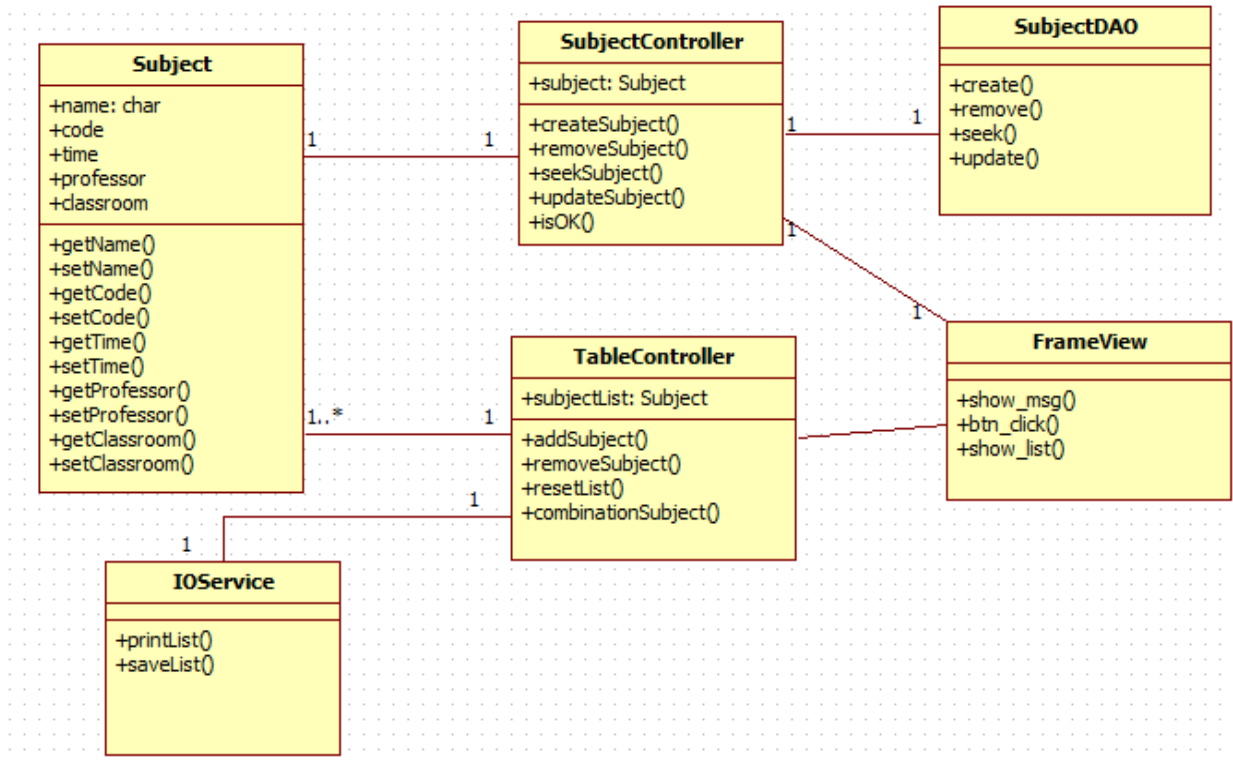 Subject
+name: char
+code
+time
+professor
+classroom
+getName()
+setName()
+getCode()
+setCode()
+getTime()
+setTime()
+getProfessor()
+setProfessor()
+getClassroom()
+setClassroom()
1
1
SubjectController
+subject: Subject
+createSubject()
+removeSubject()
+seekSubject()
+updateSubject()
+isOK()
1
1
SubjectDAO
+create()
+remove()
+seek()
+update()
1
1
FrameView
+show_msg()
+btn_click()
+show_list()
TableController
+subjectList: Subject
+addSubject()
+removeSubject()
+resetList()
+combinationSubject()
1..*
1
1
1
IOService
+printList()
+saveList()